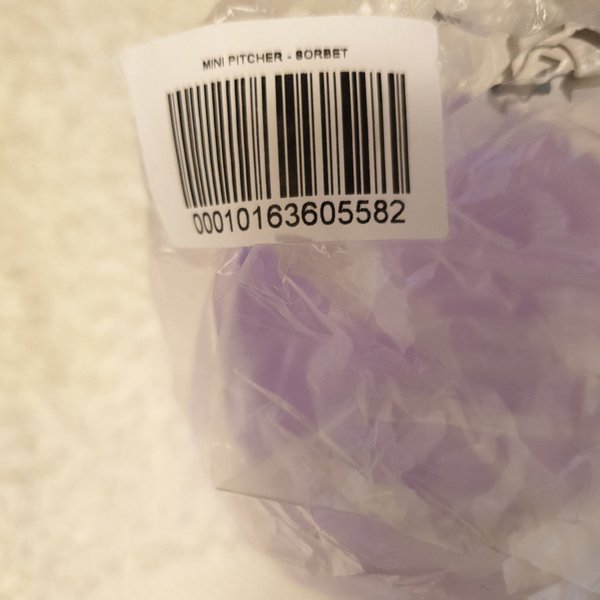 MINI PITCHER - SORBET
00010163605582